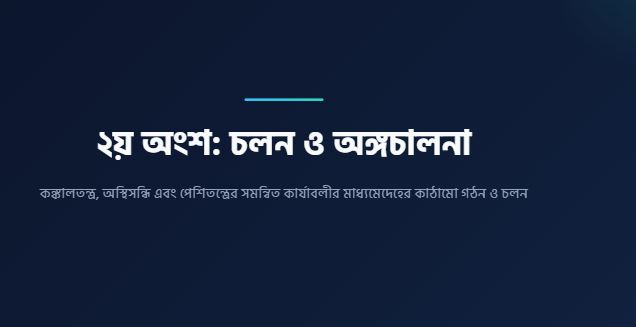 ২য় অংশ: চলন ও অঙ্গচালনা
কঙ্কালতন্ত্র, অস্থিসন্ধি এবং পেশিতন্ত্রের সমন্বিত কার্যাবলীর মাধ্যমেদেহের কাঠামো গঠন ও চলন